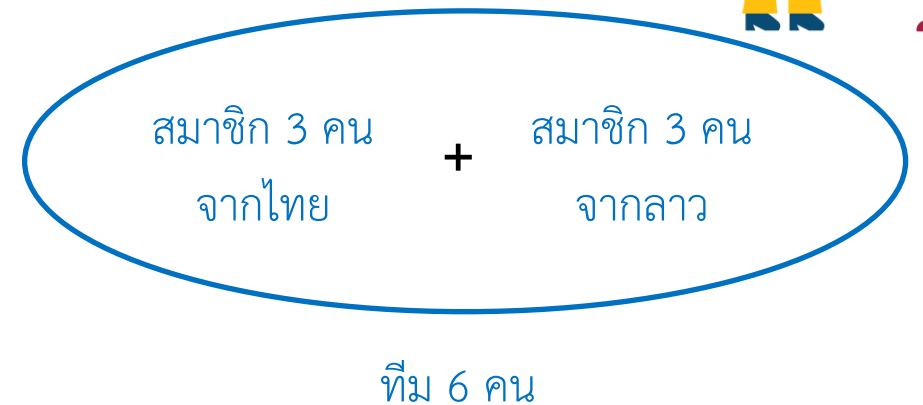 สมาชิก 3 คน
จากไทย
+
สมาชิก 3 คน
จากลาว
ทีม 6 คน